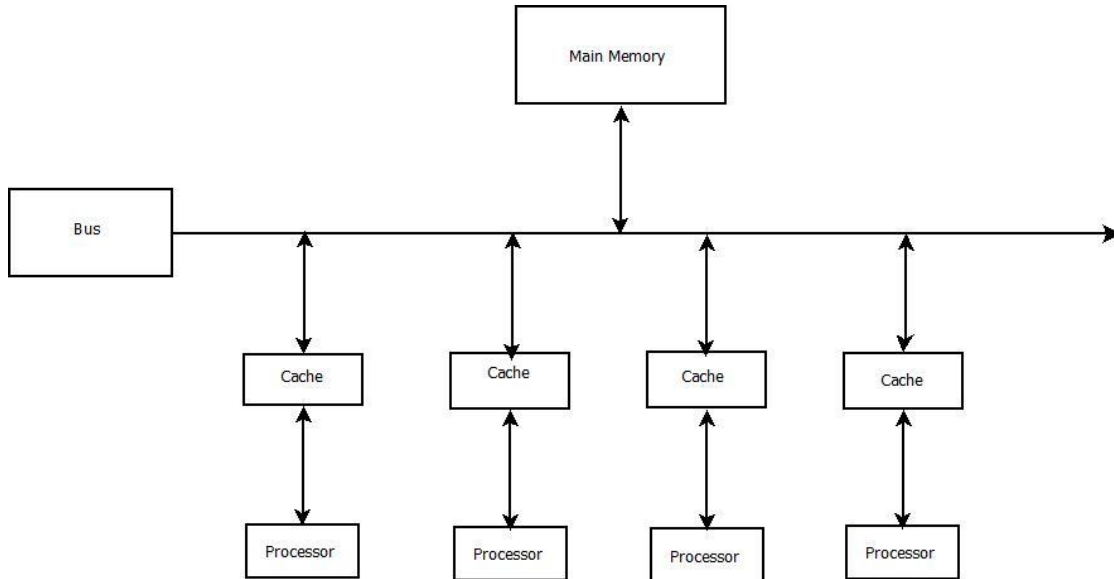 Main Memory
Bus
Cache
Cache
Cache
Cache
Processor
Processor
Processor
Processor